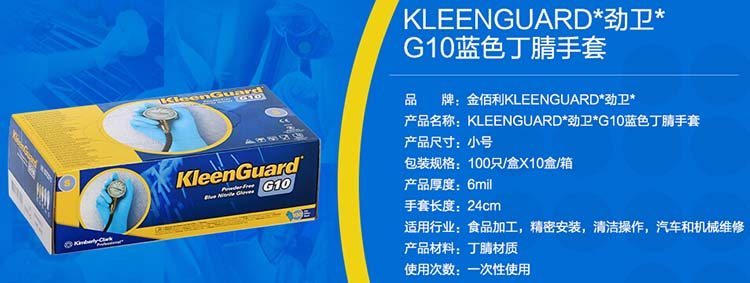 KLEENGUARD*劲卫*
G10蓝色丁腈手套
品 牌：金佰利KLEENGUARD*劲卫*
产品名称：KLEENGUARD*劲卫*G10蓝色丁腈手套
产品尺寸：小号
包装规格：100只/盒X10盒/箱
产品厚度：6mil
手套长度：24cm
适用行业：食品加工，精密安装，清洁操作，汽车和机械维修
产品材料：丁腈材质
使用次数：一次性使用
KleenGuard
G10
S
KleenGuard
G10
Powder-Free
Blue Nitrile Gloves
Kimberly-Clark
Professional*